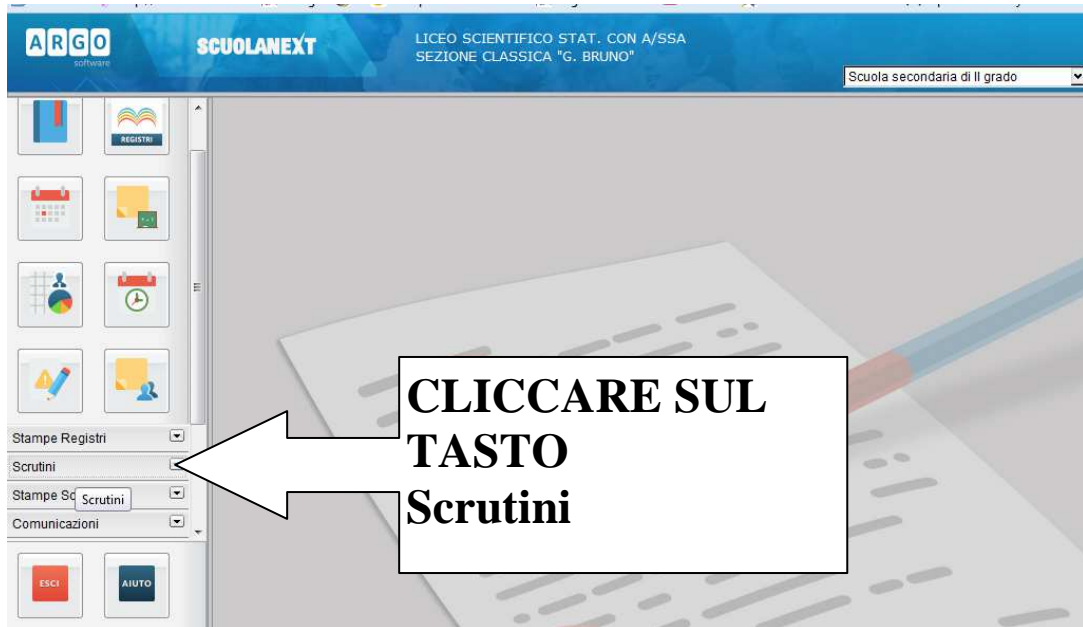 ARGO
software
SCUOLANEXT
LICEO SCIENTIFICO STAT. CON A/SSA
SEZIONE CLASSICA "G. BRUNO"
Scuola secondaria di II grado
REGISTRI
Stampe Registri
Scrutini
Stampe Sc
Scrutini
Comunicazioni
ESCI
AIUTO
CLICCARE SUL
TASTO
Scrutini